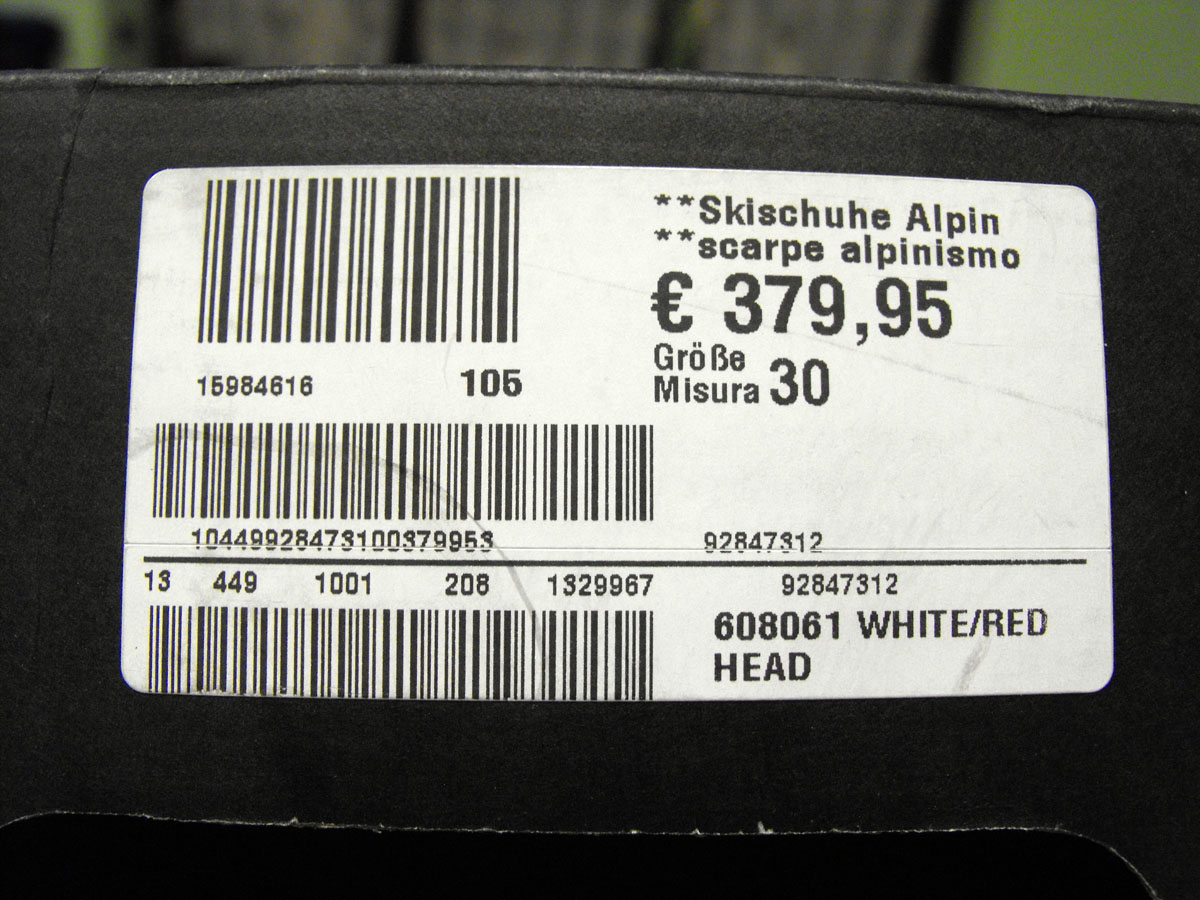 **Skischuhe Alpin
**scarpe alpinismo
€ 379,95
Größe
Misura 30
15984616 105
10449928473100379953 92847312
13 449 1001 208 1329967 92847312
608061 WHITE/RED
HEAD